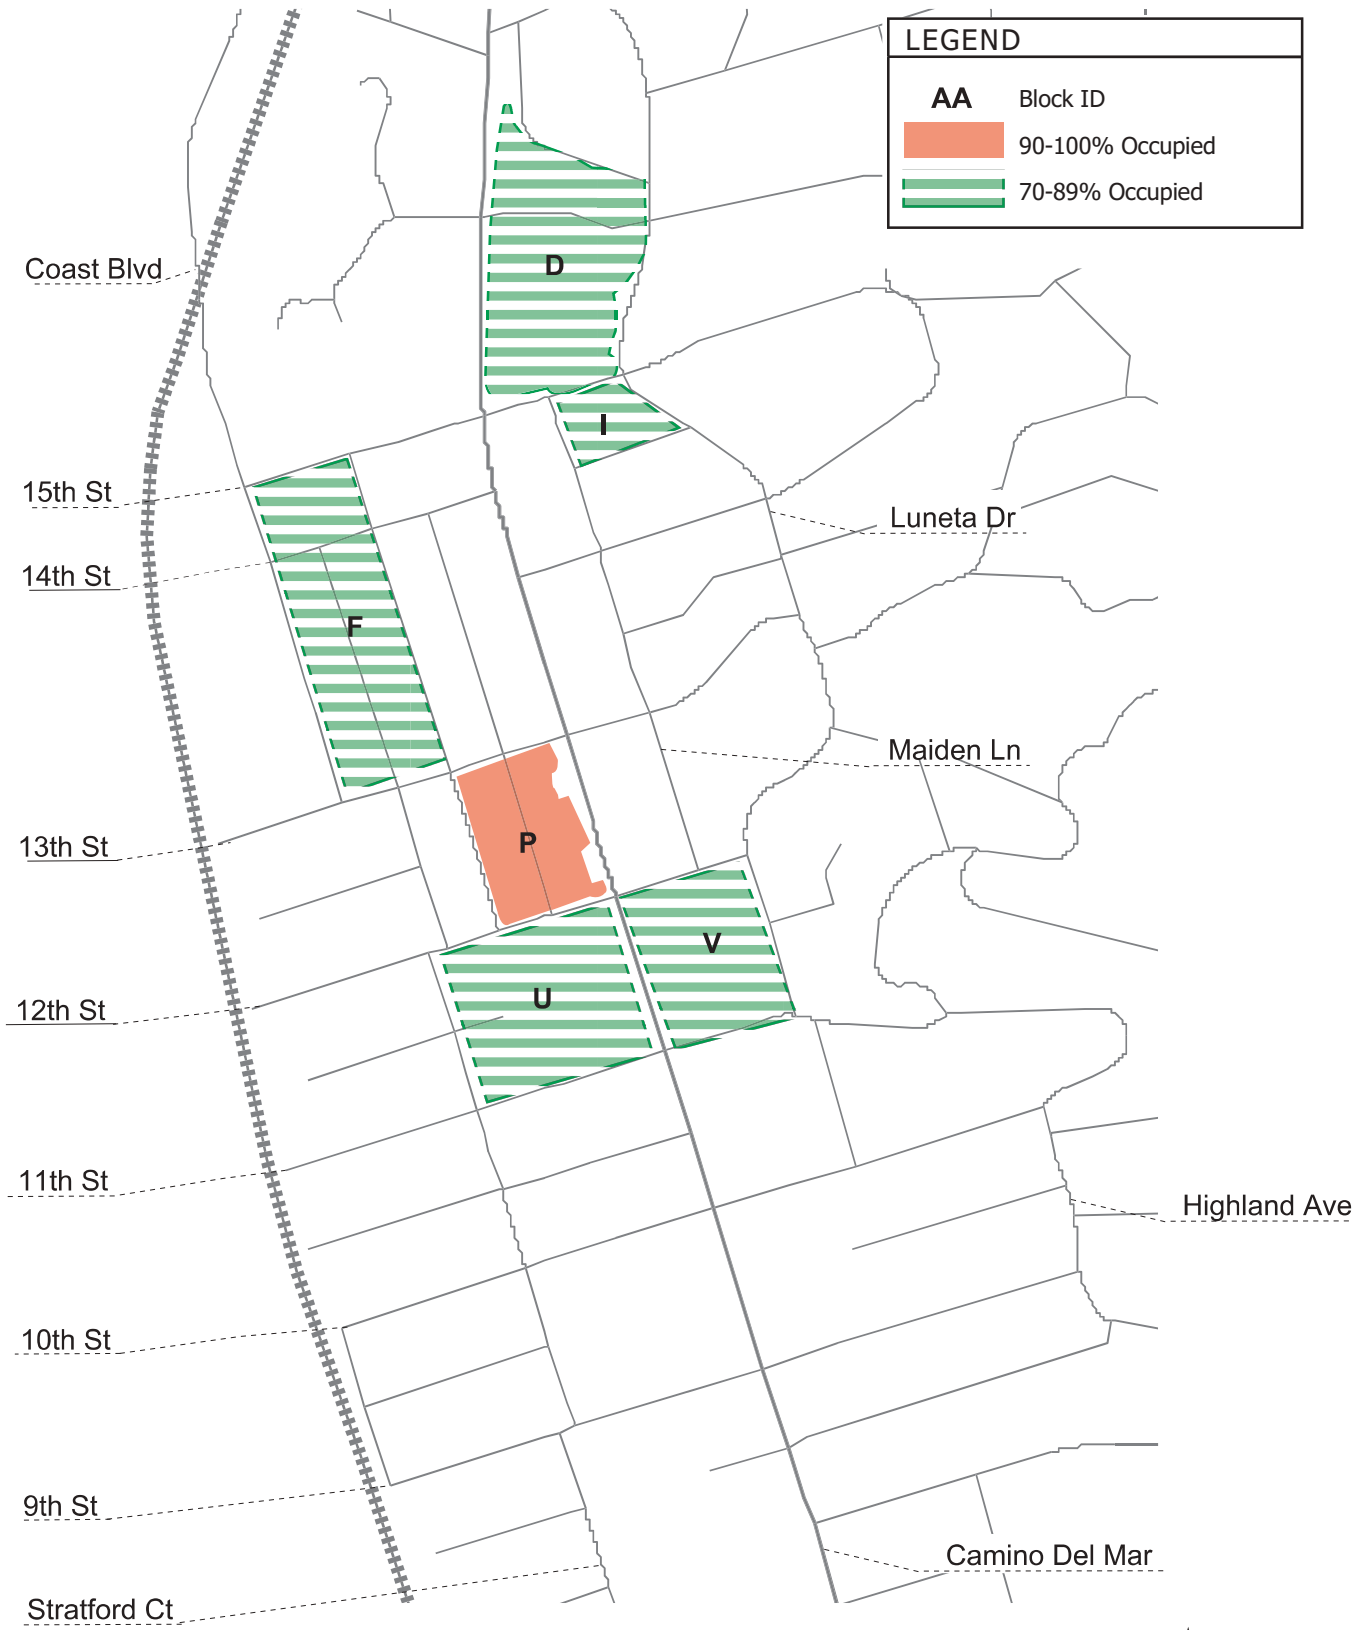 LEGEND
AA Block ID
90-100% Occupied
70-89% Occupied
Coast Blvd
D
I
15th St
Luneta Dr
14th St
F
Maiden Ln
13th St
P
V
U
12th St
11th St
Highland Ave
10th St
9th St
Camino Del Mar
Stratford Ct